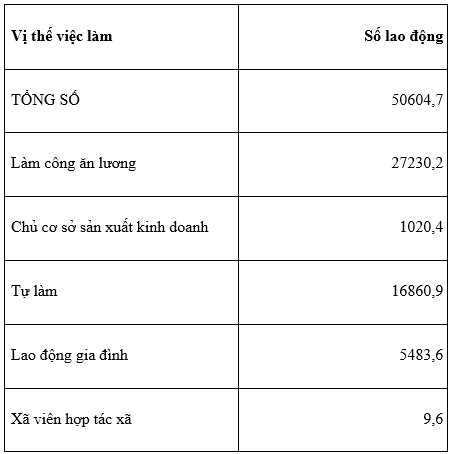 Vị thế việc làm Số lao động
TỔNG SỐ 50604,7
Làm công ăn lương 27230,2
Chủ cơ sở sản xuất kinh doanh 1020,4
Tự làm 16860,9
Lao động gia đình 5483,6
Xã viên hợp tác xã 9,6